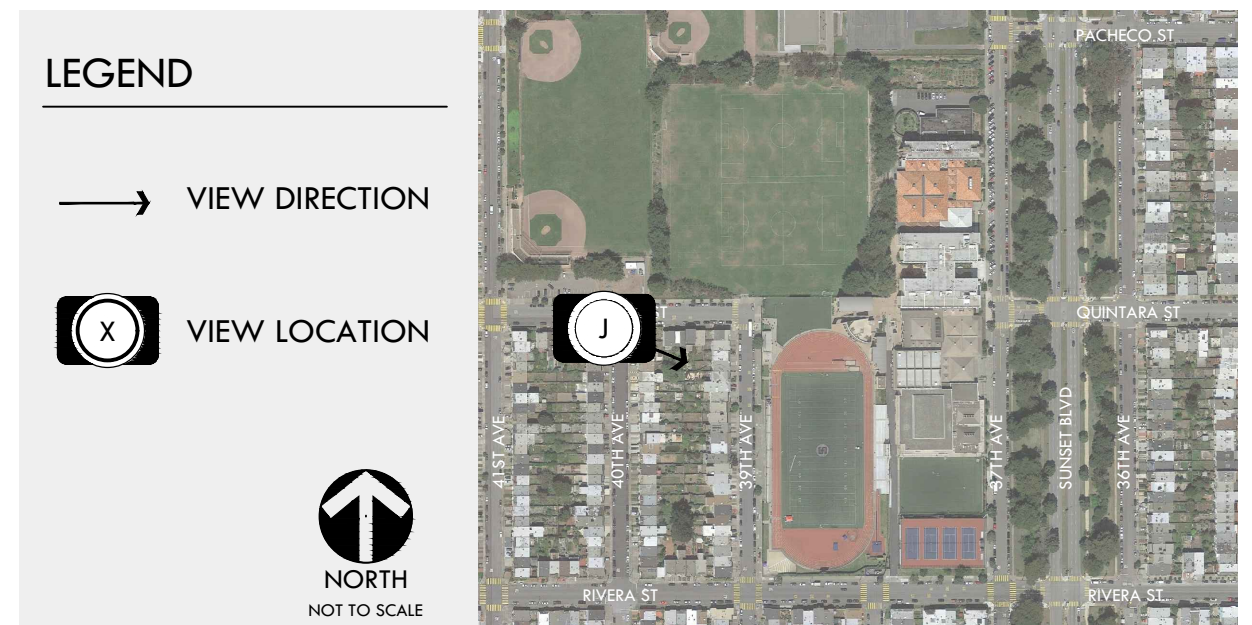 LEGEND
VIEW DIRECTION
X
VIEW LOCATION
NORTH
NOT TO SCALE
PACHECO.ST
QUINTARA ST
J
ST
41ST AVE
40TH AVE
39TH AVE
37TH AVE
SUNSET BLVD
36TH AVE
RIVERA ST
RIVERA ST